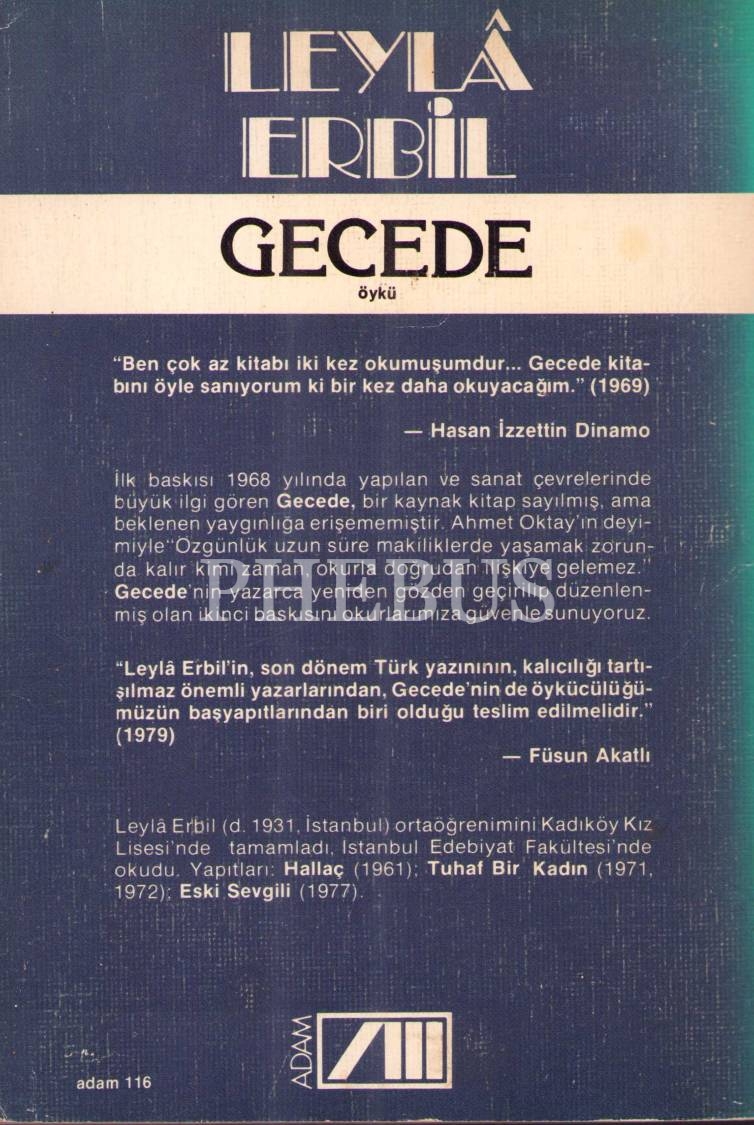 LEYLÂ
ERBİL
GECEDE
öykü
“Ben çok az kitabı iki kez okumuşumdur... Gecede kita-
bını öyle sanıyorum ki bir kez daha okuyacağım.” (1969)
— Hasan İzzettin Dinamo
İlk baskısı 1968 yılında yapılan ve sanat çevrelerinde
büyük ilgi gören Gecede, bir kaynak kitap sayılmış, ama
beklenen yaygınlığa erişememiştir. Ahmet Oktay’ın deyi-
miyle “Özgünlük uzun süre makiliklerde yaşamak zorun-
da kalır kim zaman, okurla doğrudan ilişkiye gelemez.”
Gecede’nin yazarca yeniden gözden geçirilip düzenlen-
miş olan ikinci baskısını okurlarımıza güvenle sunuyoruz.
PHEBUS
“Leylâ Erbil’in, son dönem Türk yazınının, kalıcılığı tartı-
şılmaz önemli yazarlarından, Gecede’nin de öykücülüğü-
müzün başyapıtlarından biri olduğu teslim edilmelidir.”
(1979)
— Füsun Akatlı
Leylâ Erbil (d. 1931, İstanbul) ortaöğrenimini Kadıköy Kız
Lisesi’nde tamamladı, İstanbul Edebiyat Fakültesi’nde
okudu. Yapıtları: Hallaç (1961); Tuhaf Bir Kadın (1971,
1972); Eski Sevgili (1977).
ADAM
adam 116